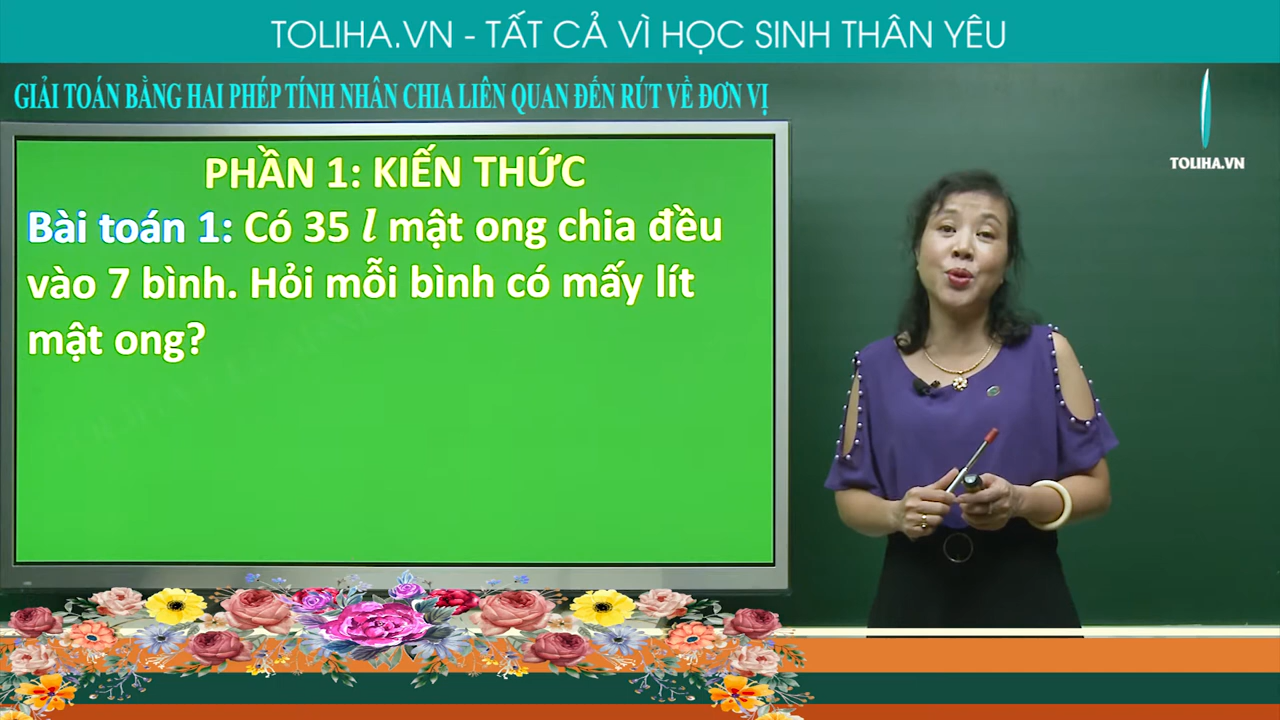 TOLIHA.VN - TẤT CẢ VÌ HỌC SINH THÂN YÊU
GIẢI TOÁN BẰNG HAI PHÉP TÍNH NHÂN CHIA LIÊN QUAN ĐẾN RÚT VỀ ĐƠN VỊ
TOLIHA.VN
PHẦN 1: KIẾN THỨC
Bài toán 1: Có 35 l mật ong chia đều
vào 7 bình. Hỏi mỗi bình có mấy lít
mật ong?